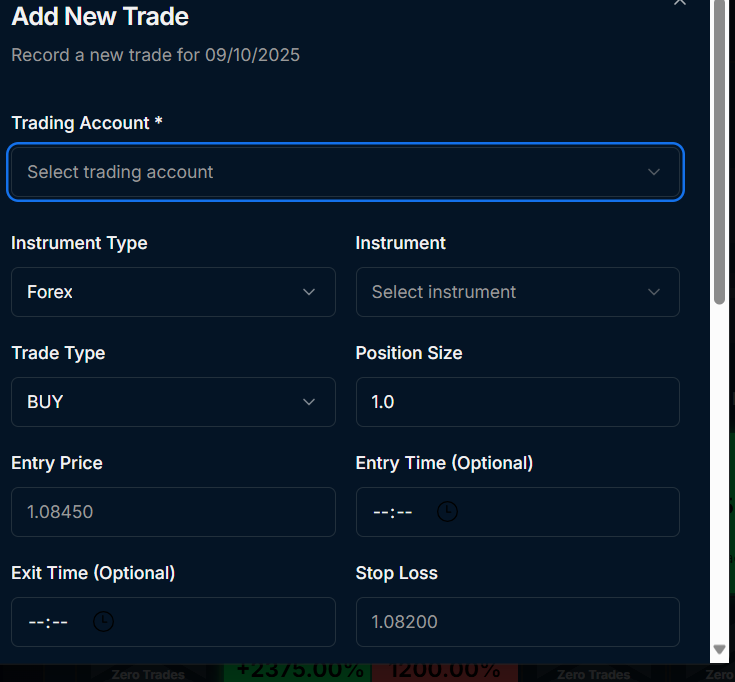 Add New Trade
Record a new trade for 09/10/2025
Trading Account *
Select trading account
Instrument Type
Instrument
Forex
Select instrument
Trade Type
Position Size
BUY
1.0
Entry Price
Entry Time (Optional)
1.08450
--:--
Exit Time (Optional)
Stop Loss
--:--
1.08200
+2375.00%
1200.00%
Zero Trades
Zero Trades
Zero